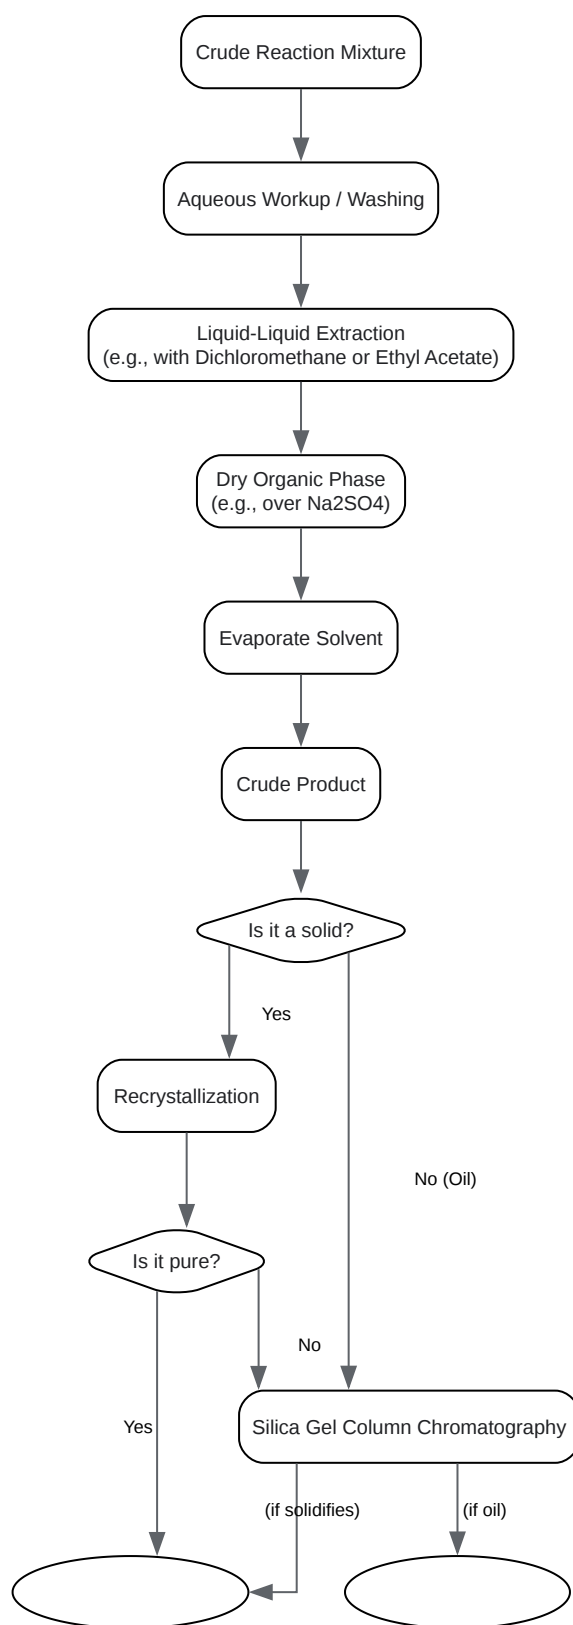 Crude Reaction Mixture
Aqueous Workup / Washing
Liquid-Liquid Extraction
(e.g., with Dichloromethane or Ethyl Acetate)
Dry Organic Phase
(e.g., over Na2SO4)
Evaporate Solvent
Crude Product
Is it a solid?
Yes
Recrystallization
No (Oil)
Is it pure?
No
Yes
Silica Gel Column Chromatography
(if solidifies)
(if oil)